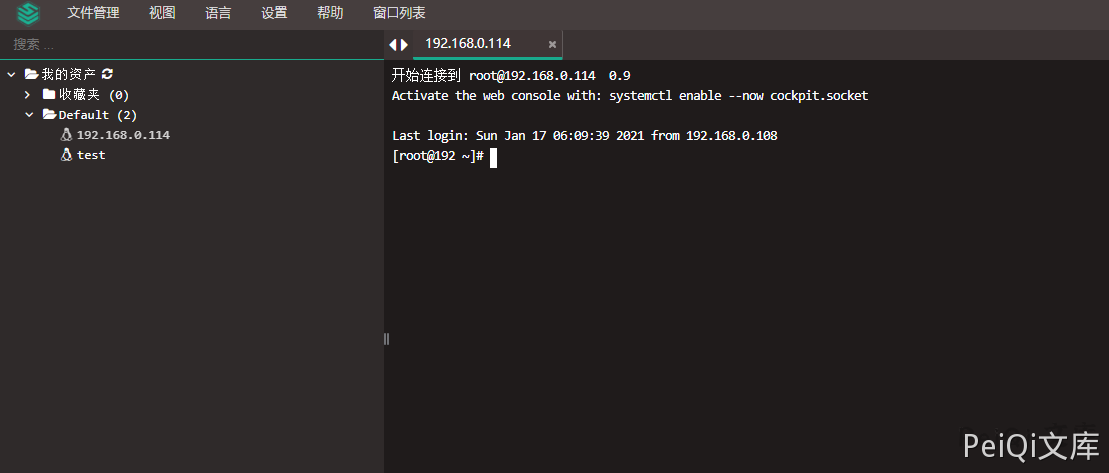 文件管理 视图 语言 设置 帮助 窗口列表
搜索 ...
192.168.0.114 ×
我的资产
收藏夹 (0)
Default (2)
192.168.0.114
test
开始连接到 root@192.168.0.114 0.9
Activate the web console with: systemctl enable --now cockpit.socket
Last login: Sun Jan 17 06:09:39 2021 from 192.168.0.108
[root@192 ~]#
PeiQi文库